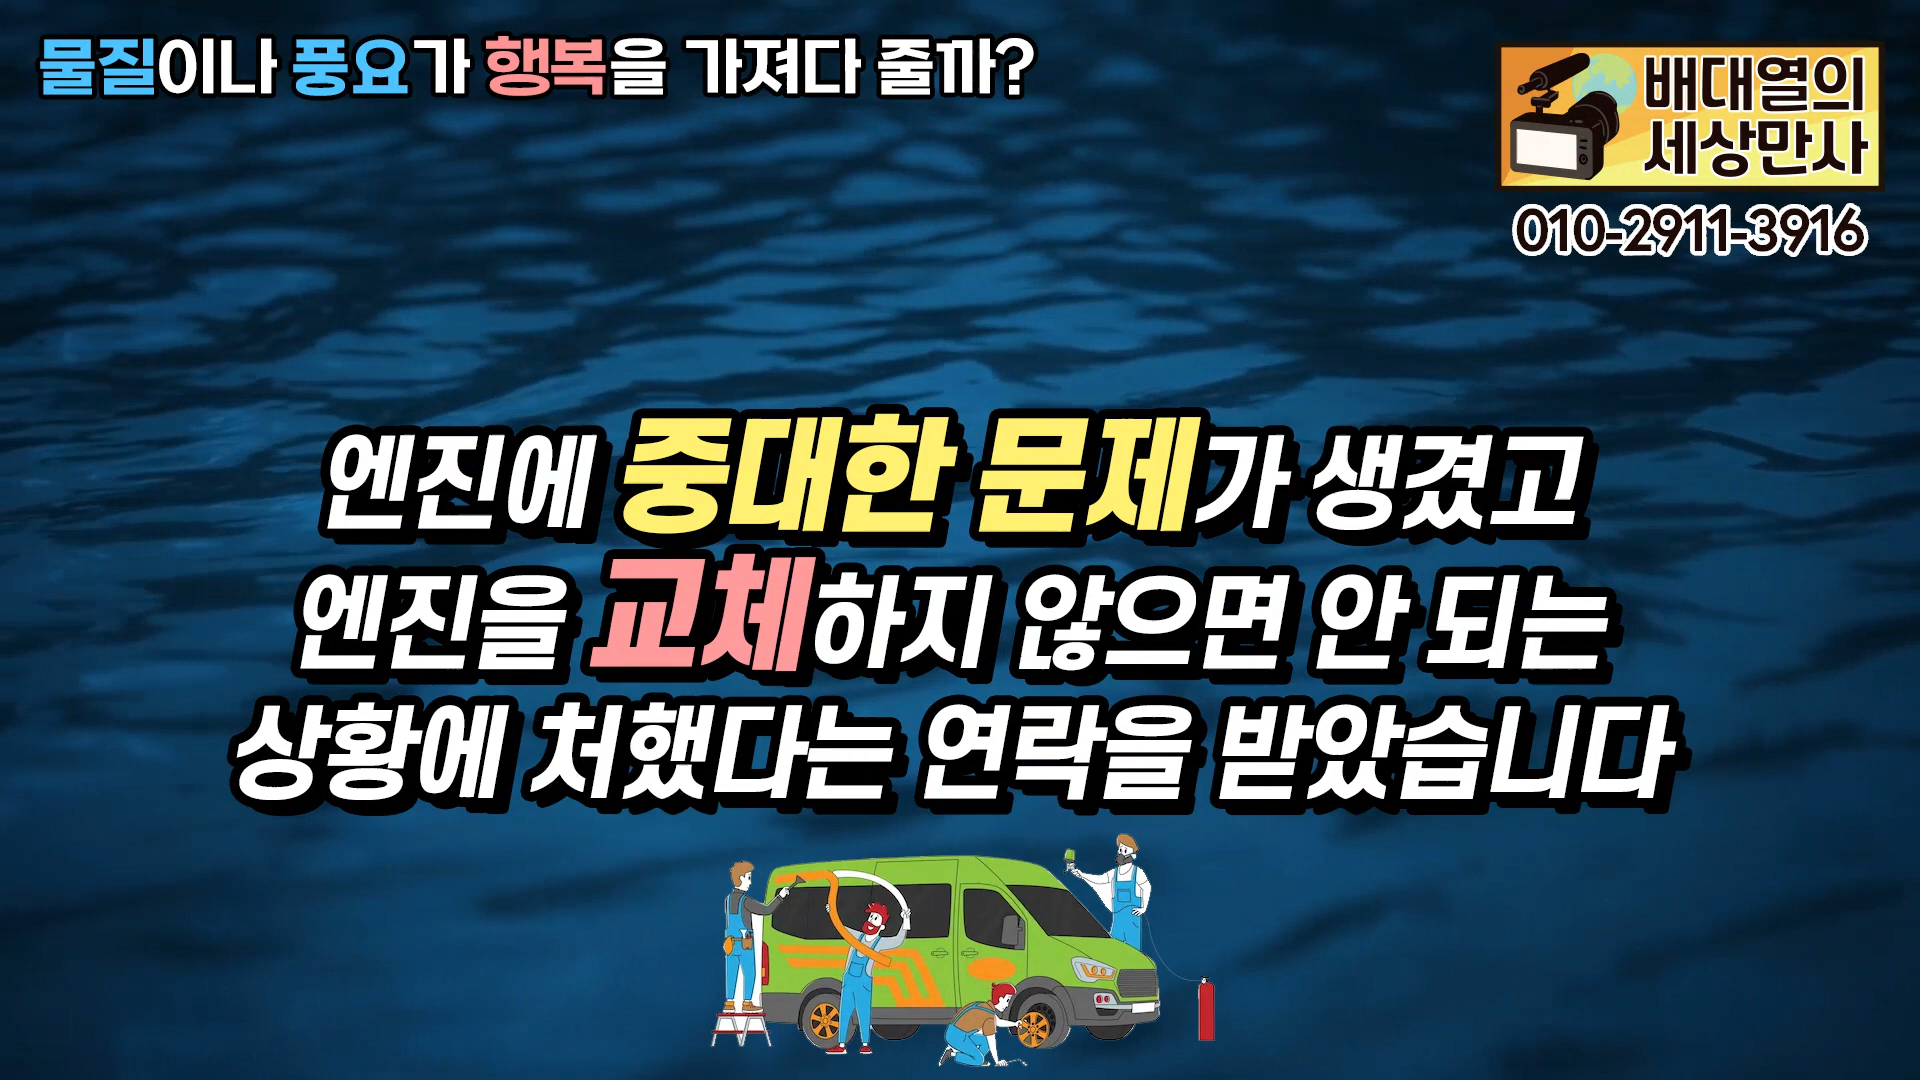 물질이나 풍요가 행복을 가져다 줄까?
배대열의
세상만사
010-2911-3916
엔진에 중대한 문제가 생겼고
엔진을 교체하지 않으면 안 되는
상황에 처했다는 연락을 받았습니다